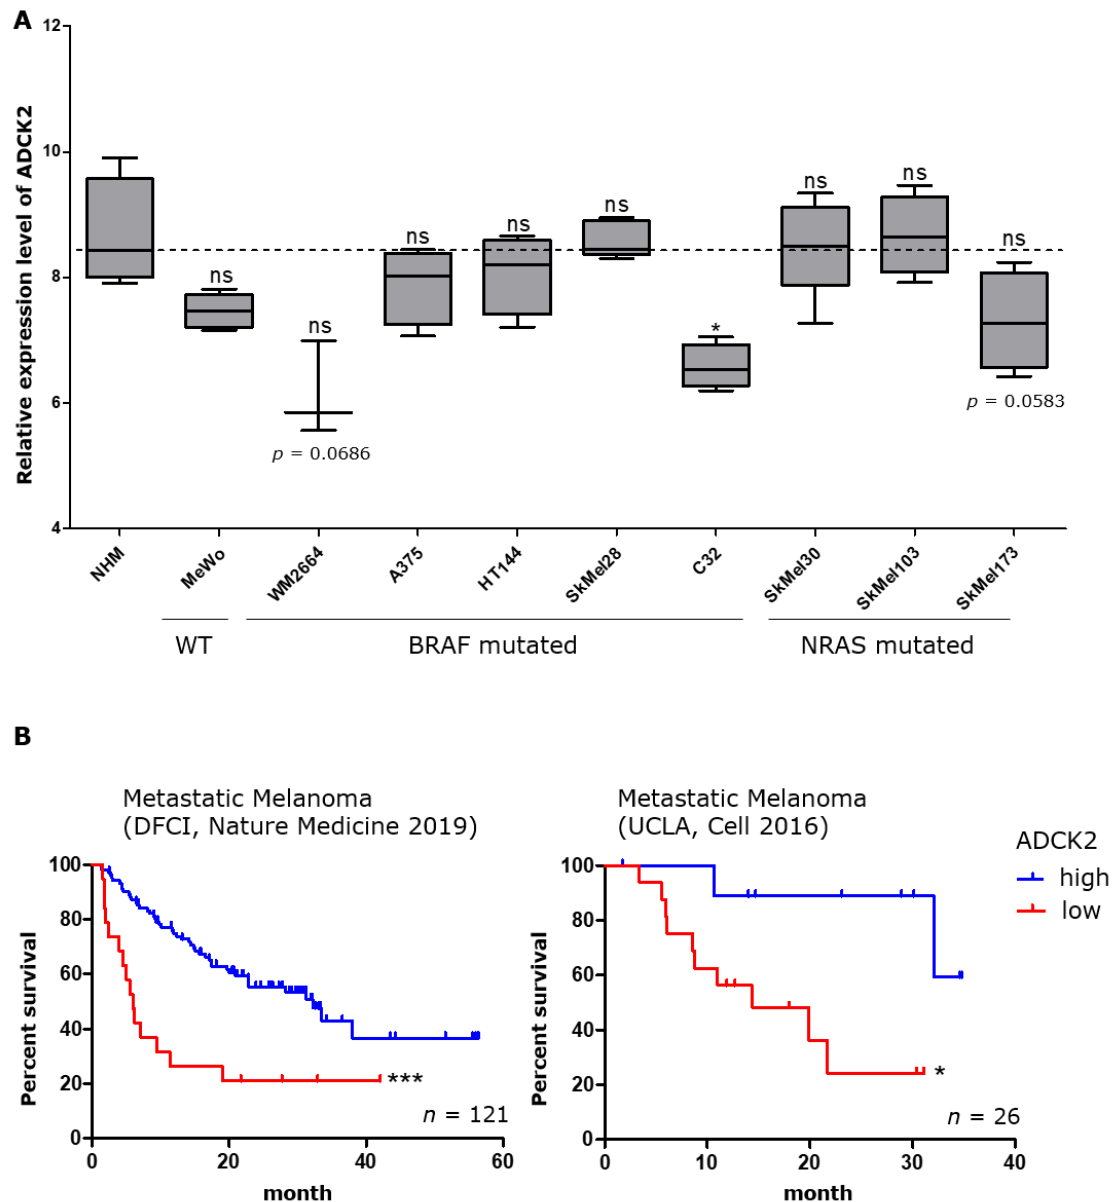 A
12
10
8
6
4
Relative expression level of ADCK2
ns
ns
ns
ns
ns
*
ns
ns
ns
p = 0.0686
p = 0.0583
NHM
MeWo
WM2664
A375
HT144
SkMel28
C32
SkMel30
SkMel103
SkMel173
WT
BRAF mutated
NRAS mutated
B
Metastatic Melanoma
(DFCI, Nature Medicine 2019)
100
80
60
40
20
0
Percent survival
***
n = 121
0
20
40
60
month
Metastatic Melanoma
(UCLA, Cell 2016)
100
80
60
40
20
0
Percent survival
*
n = 26
0
10
20
30
40
month
ADCK2
high
low